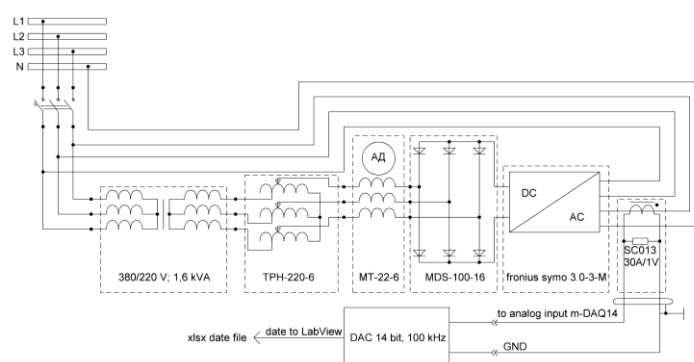 L1
L2
L3
N
АД
DC
AC
380/220 V; 1,6 kVA
TPH-220-6
MT-22-6
MDS-100-16
fronius symo 3.0-3-M
SC013
30A/1V
to analog input m-DAQ14
xlsx date file
date to LabView
DAC 14 bit, 100 kHz
GND